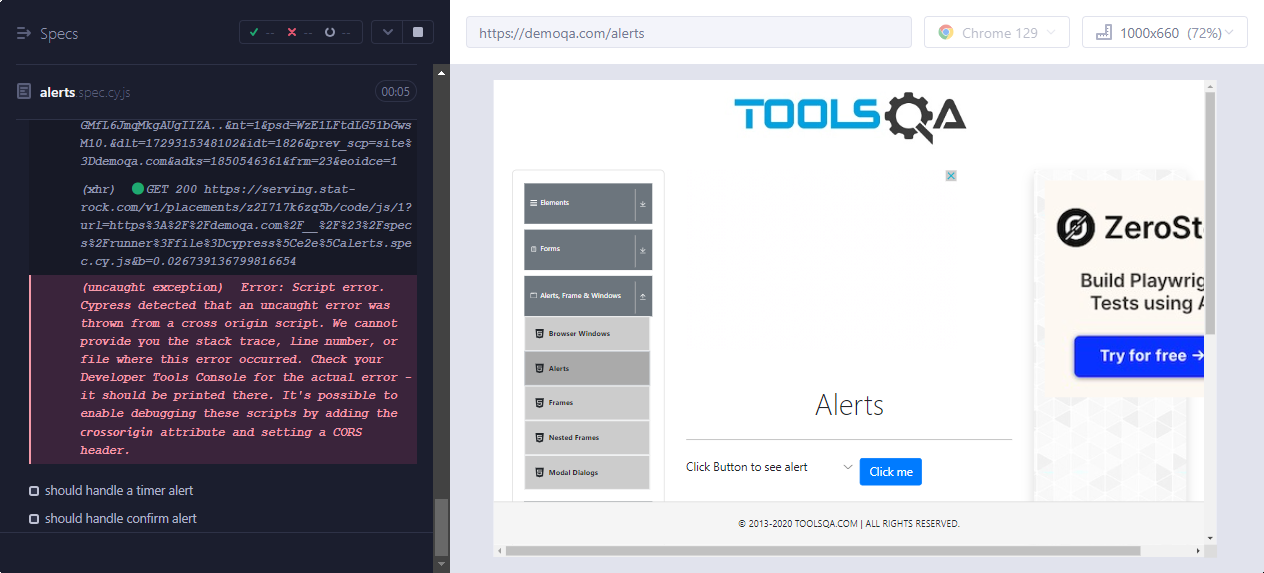 Specs
--
--
--
https://demoqa.com/alerts
Chrome 129
1000x660 (72%)
alerts.spec.cy.js
00:05
GMfL6JmqMkgAUgIIZA..&nt=1&psd=WzE1LFtdLG51bGws
M10.&dlt=1729315348102&idt=1826&prev_scp=site%
3Ddemoqa.com&adks=1850546361&frm=23&eoidce=1
(xhr) GET 200 https://serving.stat-
rock.com/v1/placements/z2I717k6zq5b/code/js/1?
url=https%3A%2F%2Fdemoqa.com%2F__%2F%23%2Fspec
s%2Frunner%3Ffile%3Dcypress%5Ce2e%5Calerts.spe
c.cy.js&b=0.026739136799816654
(uncaught exception) Error: Script error.
Cypress detected that an uncaught error was
thrown from a cross origin script. We cannot
provide you the stack trace, line number, or
file where this error occurred. Check your
Developer Tools Console for the actual error -
it should be printed there. It's possible to
enable debugging these scripts by adding the
crossorigin attribute and setting a CORS
header.
should handle a timer alert
should handle confirm alert
TOOLSQA
Elements
Forms
Alerts, Frame & Windows
Browser Windows
Alerts
Frames
Nested Frames
Modal Dialogs
Alerts
Click Button to see alert
Click me
ZeroSt
Build Playwrig
Tests using A
Try for free →
© 2013-2020 TOOLSQA.COM | ALL RIGHTS RESERVED.